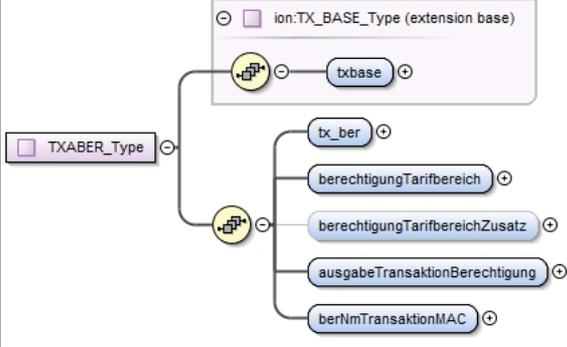 ion:TX_BASE_Type (extension base)
txbase
TXABER_Type
tx_ber
berechtigungTarifbereich
berechtigungTarifbereichZusatz
ausgabeTransaktionBerechtigung
berNmTransaktionMAC